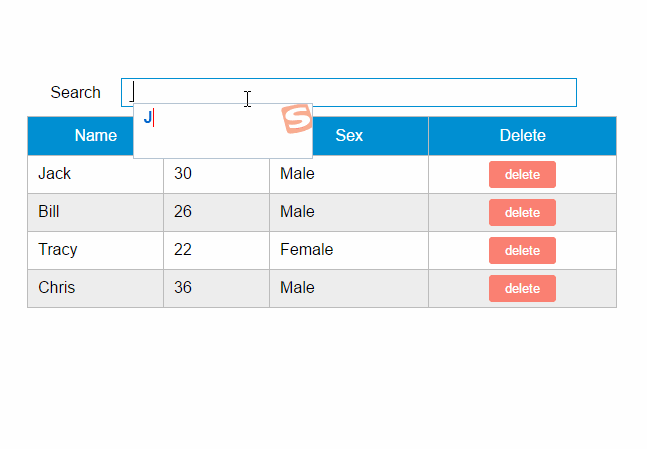 Search J
J S
Name Sex Delete
Jack 30 Male delete
Bill 26 Male delete
Tracy 22 Female delete
Chris 36 Male delete